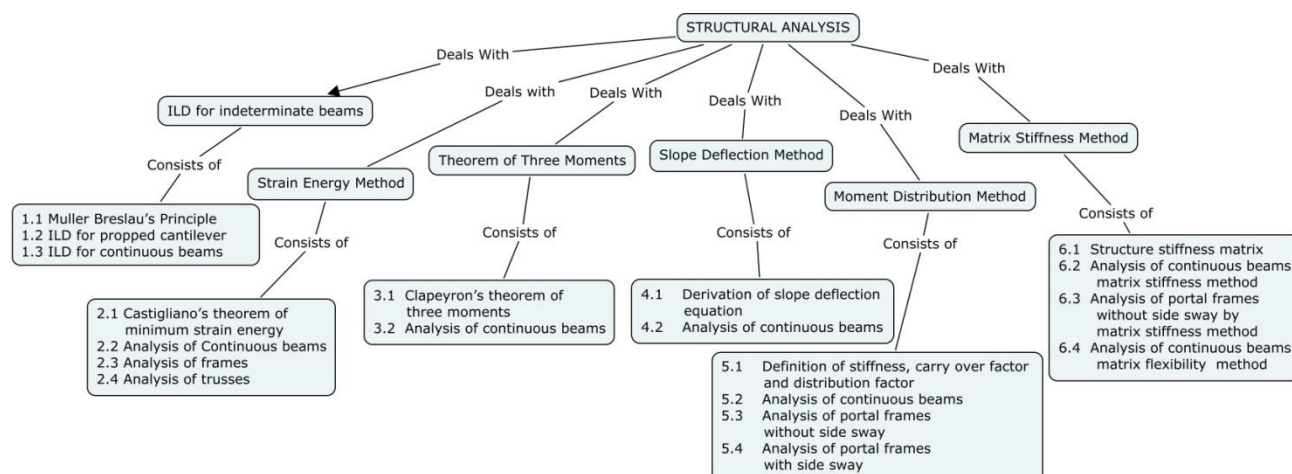 STRUCTURAL ANALYSIS
Deals With
Deals with
Deals With
Deals With
Deals With
Deals With
ILD for indeterminate beams
Strain Energy Method
Theorem of Three Moments
Slope Deflection Method
Moment Distribution Method
Matrix Stiffness Method
Consists of
1.1 Muller Breslau's Principle
1.2 ILD for propped cantilever
1.3 ILD for continuous beams
Consists of
2.1 Castigliano's theorem of
minimum strain energy
2.2 Analysis of Continuous beams
2.3 Analysis of frames
2.4 Analysis of trusses
Consists of
3.1 Clapeyron's theorem of
three moments
3.2 Analysis of continuous beams
Consists of
4.1 Derivation of slope deflection
equation
4.2 Analysis of continuous beams
Consists of
5.1 Definition of stiffness, carry over factor
and distribution factor
5.2 Analysis of continuous beams
5.3 Analysis of portal frames
without side sway
5.4 Analysis of portal frames
with side sway
Consists of
6.1 Structure stiffness matrix
6.2 Analysis of continuous beams
matrix stiffness method
6.3 Analysis of portal frames
without side sway by
matrix stiffness method
6.4 Analysis of continuous beams
matrix flexibility method